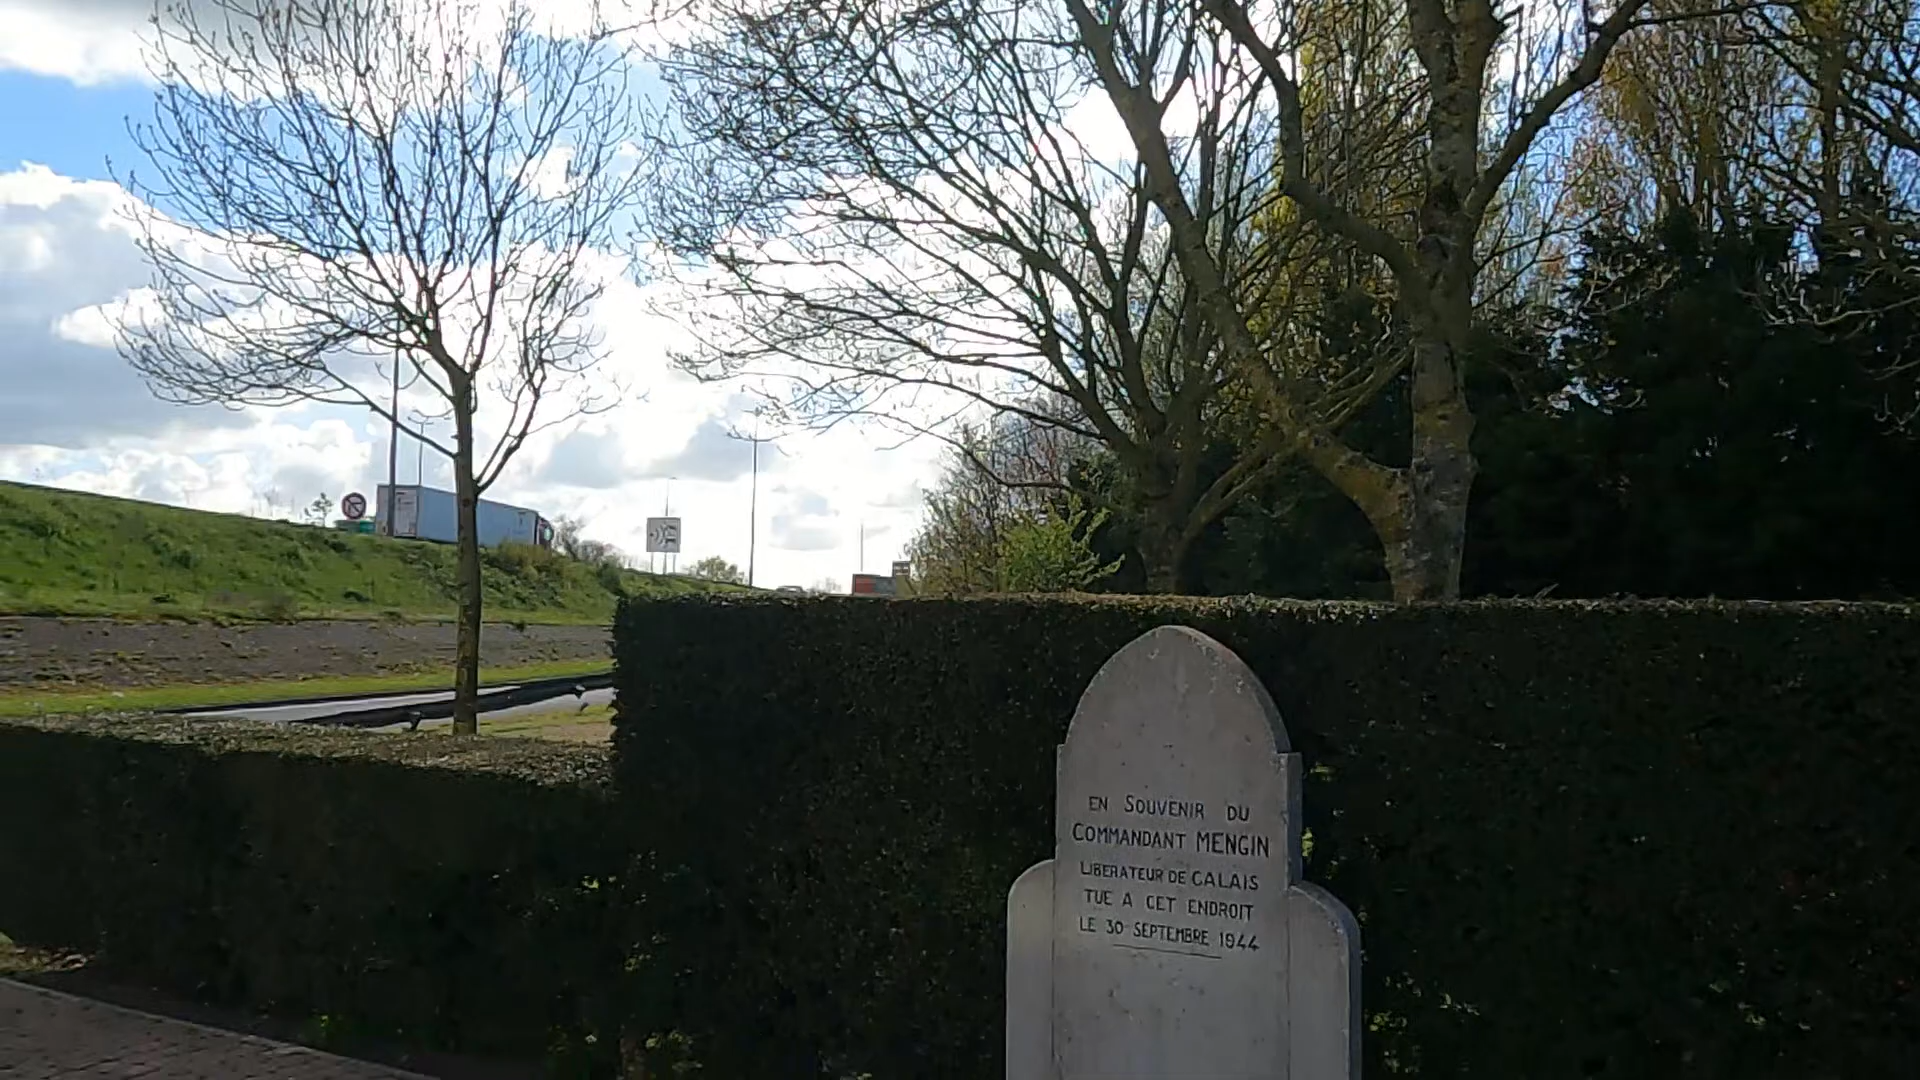 EN SOUVENIR DU
COMMANDANT MENGIN
LIBERATEUR DE CALAIS
TUE A CET ENDROIT
LE 30 SEPTEMBRE 1944